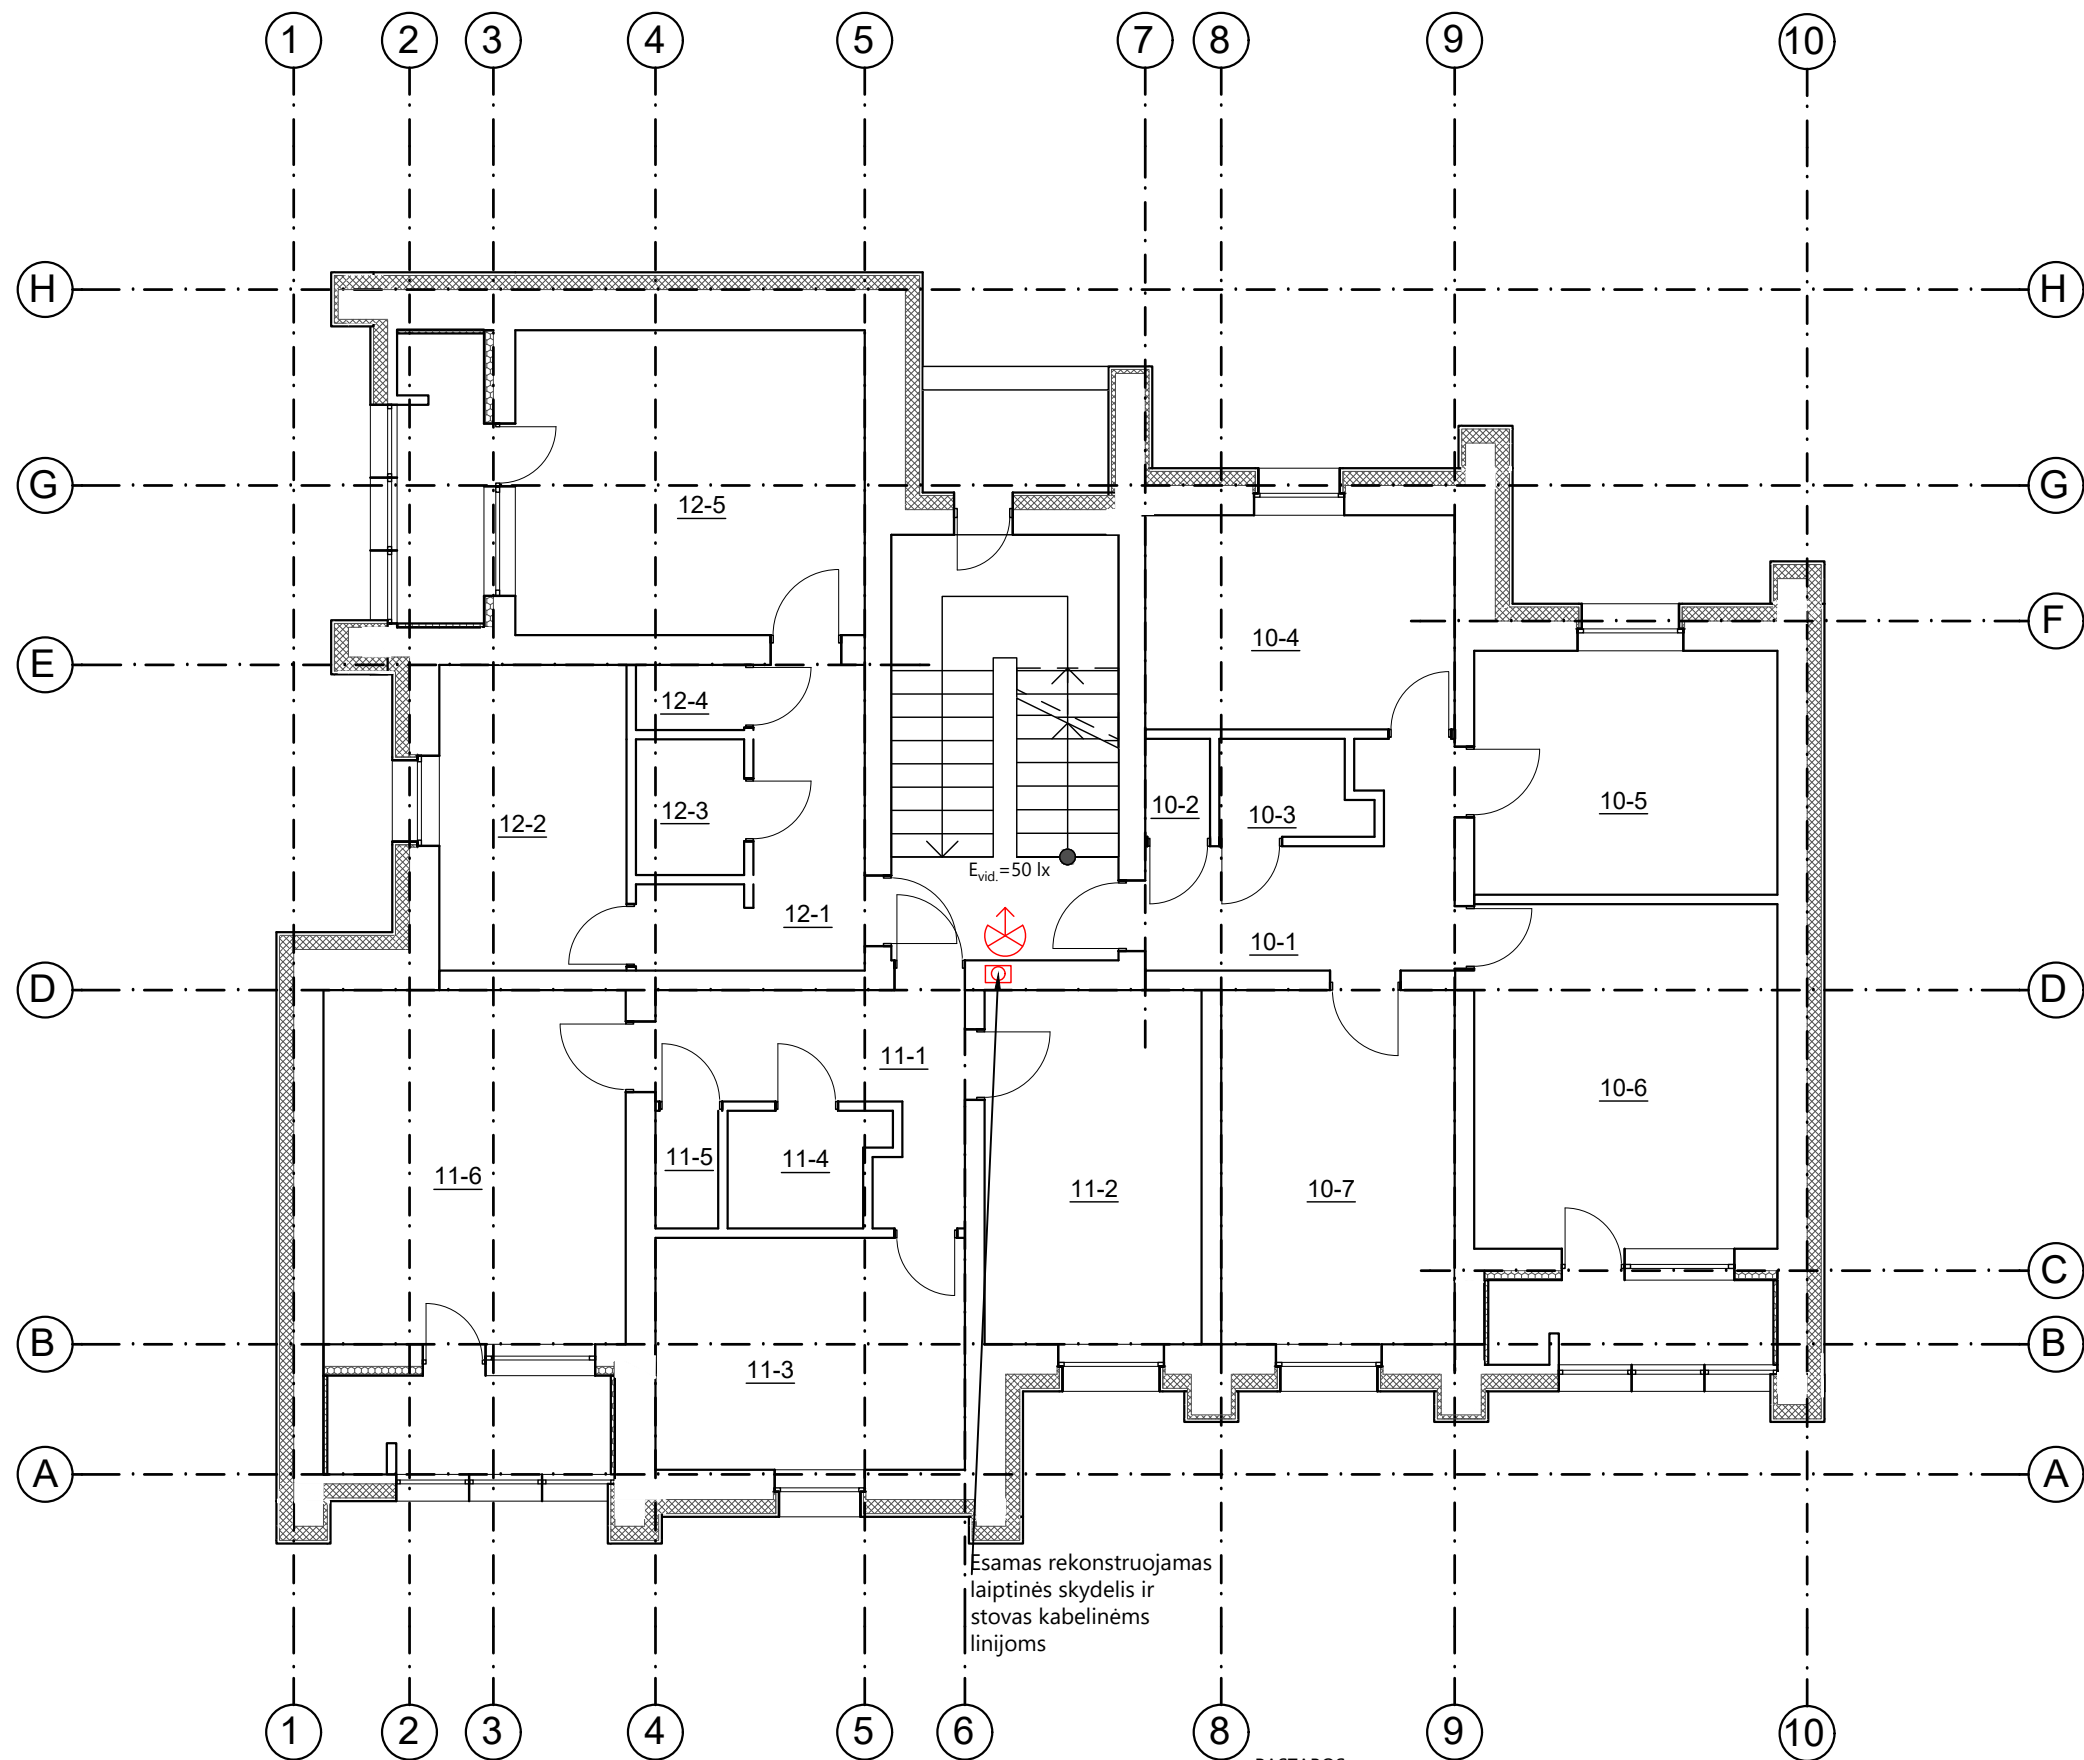 1 2 3 4 5 7 8 9 10
H H
G G
12-5
F
10-4
E
12-4
10-5
10-2
12-3
10-3
12-2
Evid.=50 lx
12-1
10-1
D D
11-1
10-6
11-5 11-4
11-6
11-2
10-7
C
B B
11-3
A A
Esamas rekonstruojamas
laiptinės skydelis ir
stovas kabelinėms
linijoms
1 2 3 4 5 6 8 9 10